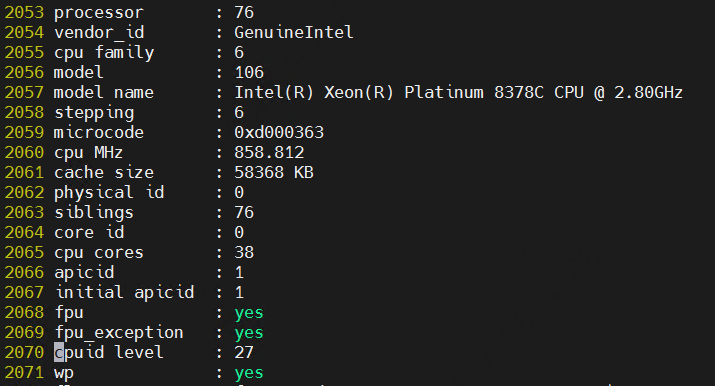 2053 processor : 76
2054 vendor_id : GenuineIntel
2055 cpu family : 6
2056 model : 106
2057 model name : Intel(R) Xeon(R) Platinum 8378C CPU @ 2.80GHz
2058 stepping : 6
2059 microcode : 0xd000363
2060 cpu MHz : 858.812
2061 cache size : 58368 KB
2062 physical id : 0
2063 siblings : 76
2064 core id : 0
2065 cpu cores : 38
2066 apicid : 1
2067 initial apicid : 1
2068 fpu : yes
2069 fpu_exception : yes
2070 cpuid level : 27
2071 wp : yes